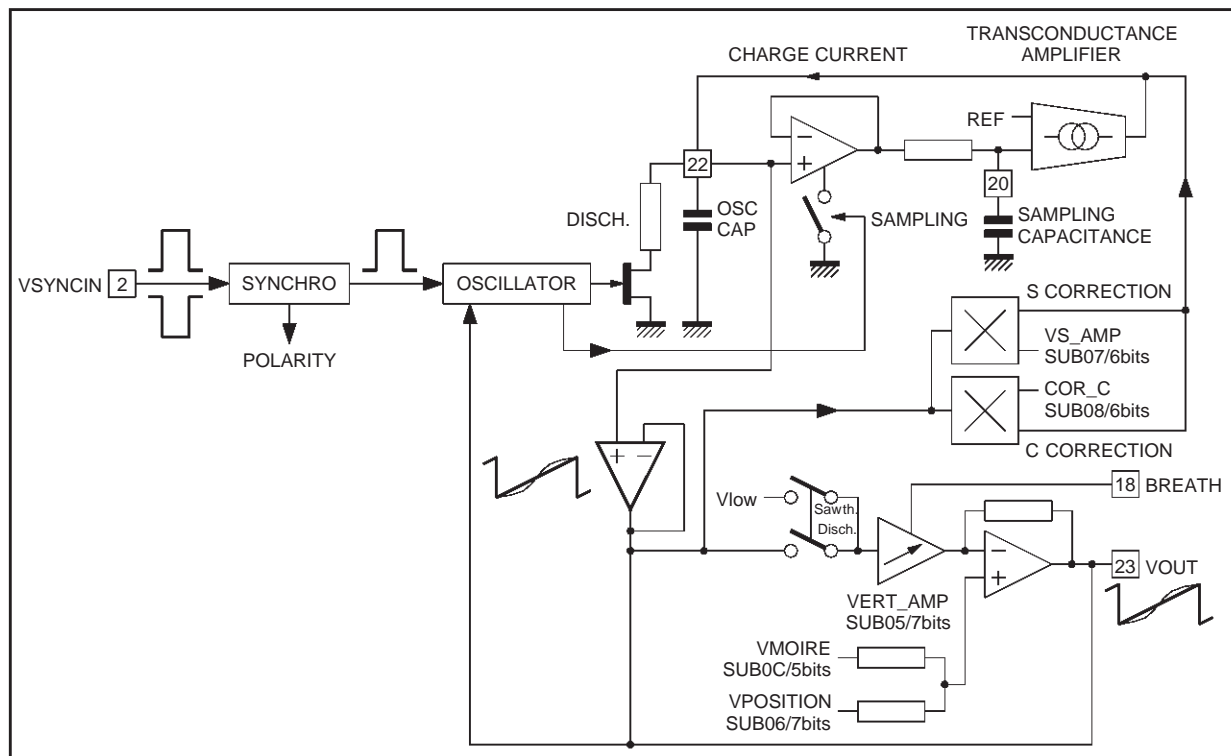 TRANSCONDUCTANCE
AMPLIFIER
CHARGE CURRENT
REF
22
20
DISCH.
OSC
CAP
SAMPLING
SAMPLING
CAPACITANCE
VSYNCIN
2
SYNCHRO
OSCILLATOR
POLARITY
S CORRECTION
VS_AMP
SUB07/6bits
COR_C
SUB08/6bits
C CORRECTION
18
BREATH
Vlow
Sawth.
Disch.
23
VOUT
VERT_AMP
SUB05/7bits
VMOIRE
SUB0C/5bits
VPOSITION
SUB06/7bits